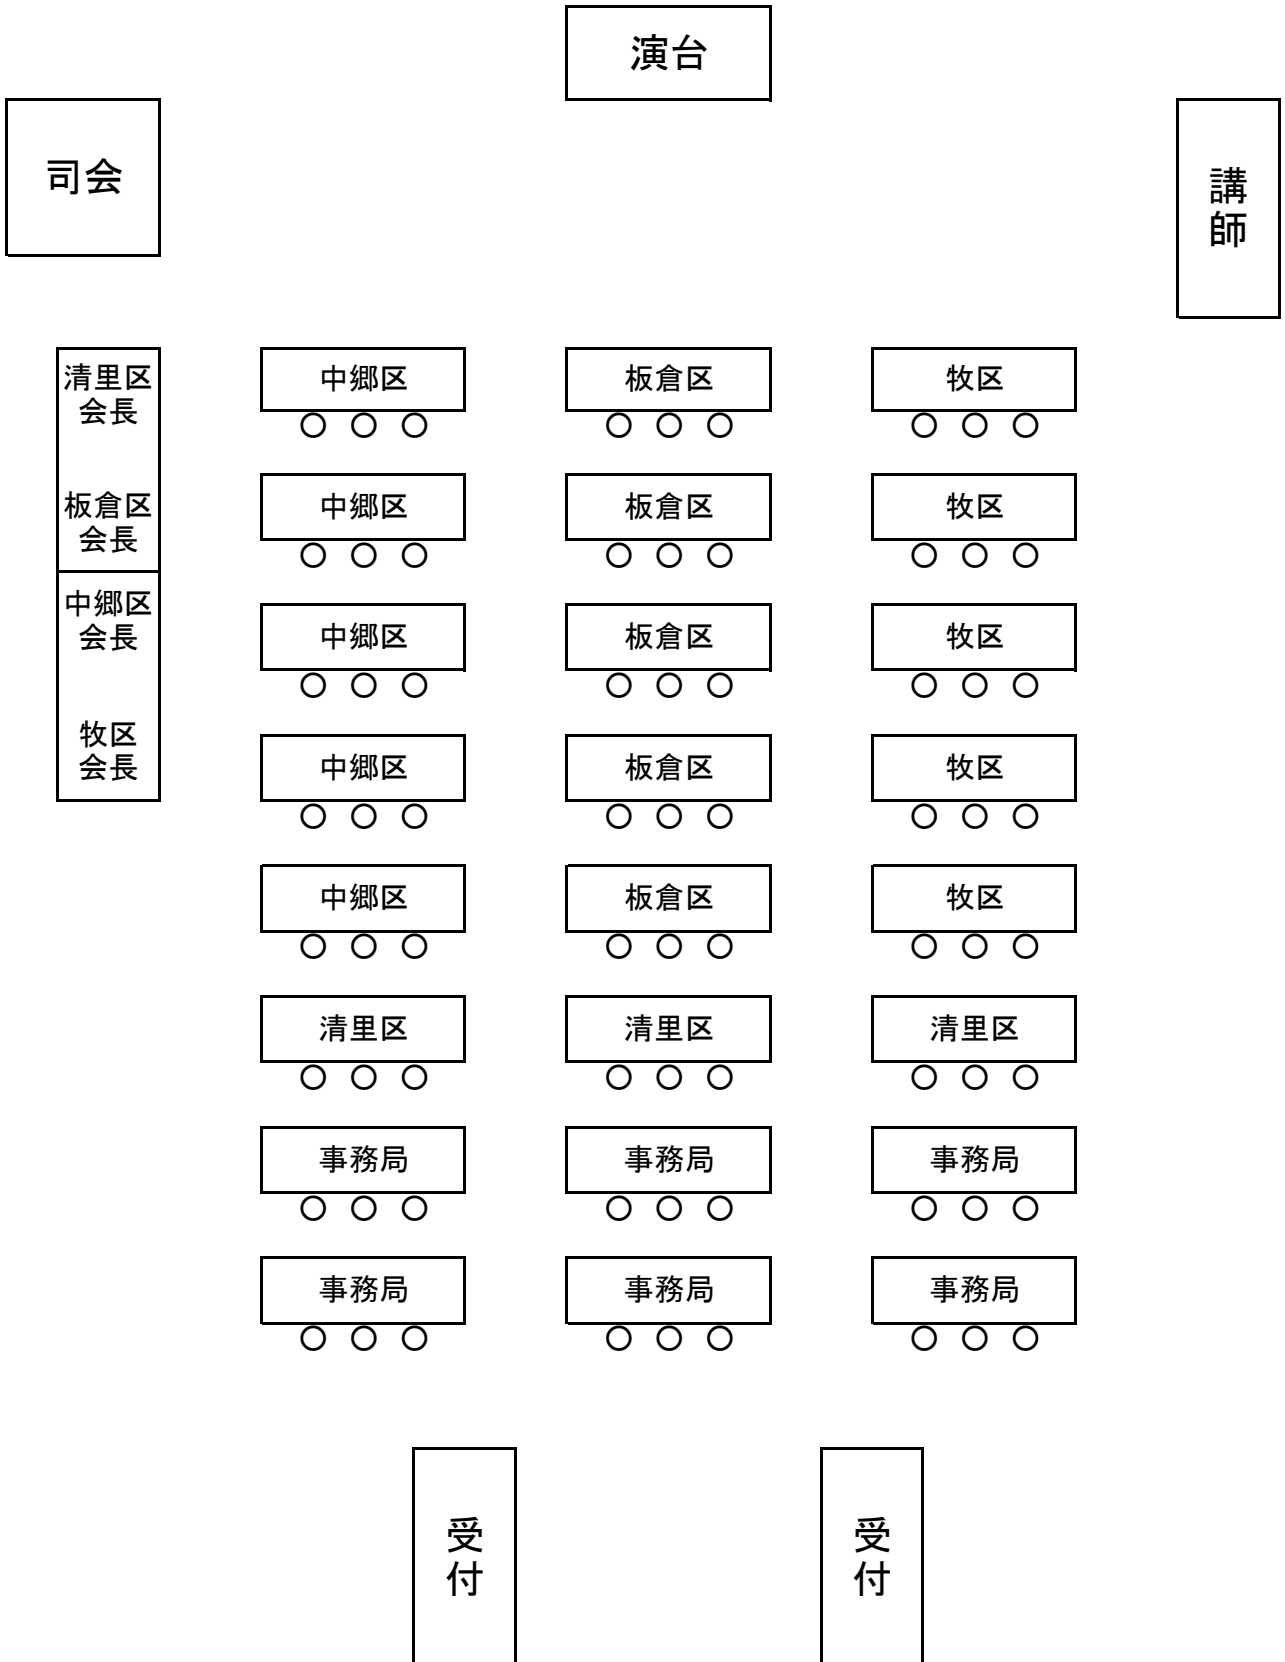 演台
司会
講師
清里区
会長
板倉区
会長
中郷区
会長
牧区
会長
中郷区 板倉区 牧区
○ ○ ○ ○ ○ ○ ○ ○ ○
中郷区 板倉区 牧区
○ ○ ○ ○ ○ ○ ○ ○ ○
中郷区 板倉区 牧区
○ ○ ○ ○ ○ ○ ○ ○ ○
中郷区 板倉区 牧区
○ ○ ○ ○ ○ ○ ○ ○ ○
中郷区 板倉区 牧区
○ ○ ○ ○ ○ ○ ○ ○ ○
清里区 清里区 清里区
○ ○ ○ ○ ○ ○ ○ ○ ○
事務局 事務局 事務局
○ ○ ○ ○ ○ ○ ○ ○ ○
事務局 事務局 事務局
○ ○ ○ ○ ○ ○ ○ ○ ○
受付
受付